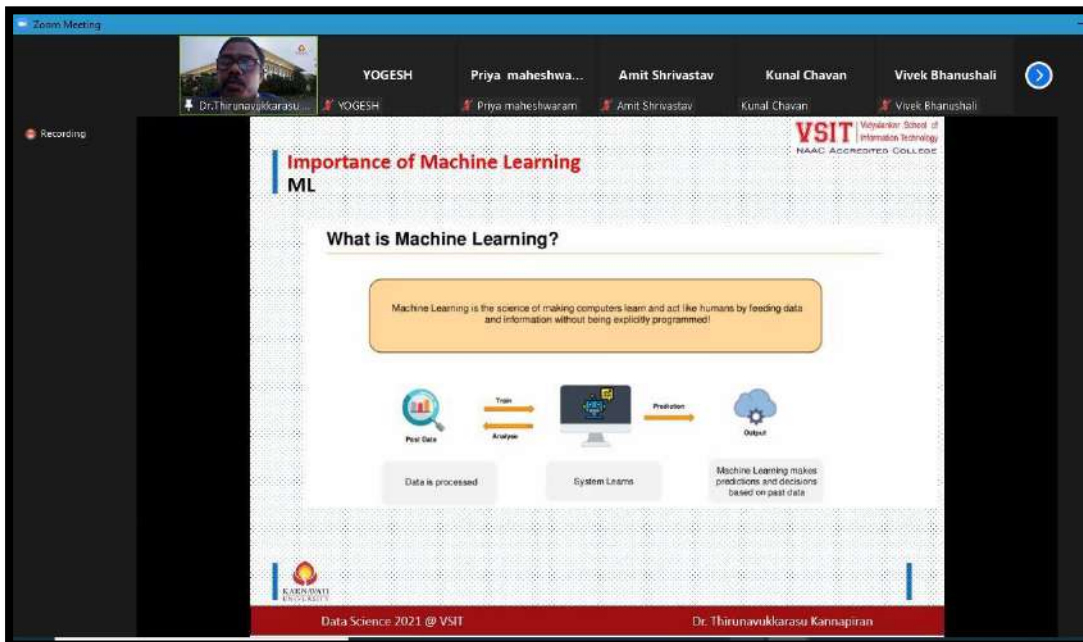 Zoom Meeting
YOGESH
Priya maheshwa...
Amit Shrivastav
Kunal Chavan
Vivek Bhanushali
Dr.Thirunavukkarasu ...
YOGESH
Priya maheshwaram
Amit Shrivastav
Kunal Chavan
Vivek Bhanushali
Recording
VSIT
Vidyalankar School of
Information Technology
NAAC ACCREDITED COLLEGE
Importance of Machine Learning
ML
What is Machine Learning?
Machine Learning is the science of making computers learn and act like humans by feeding data
and information without being explicitly programmed!
Train
Prediction
Past Data
Analyse
Output
Data is processed
System Learns
Machine Learning makes
predictions and decisions
based on past data
KARNAVATI
UNIVERSITY
Data Science 2021 @ VSIT
Dr. Thirunavukkarasu Kannapiran